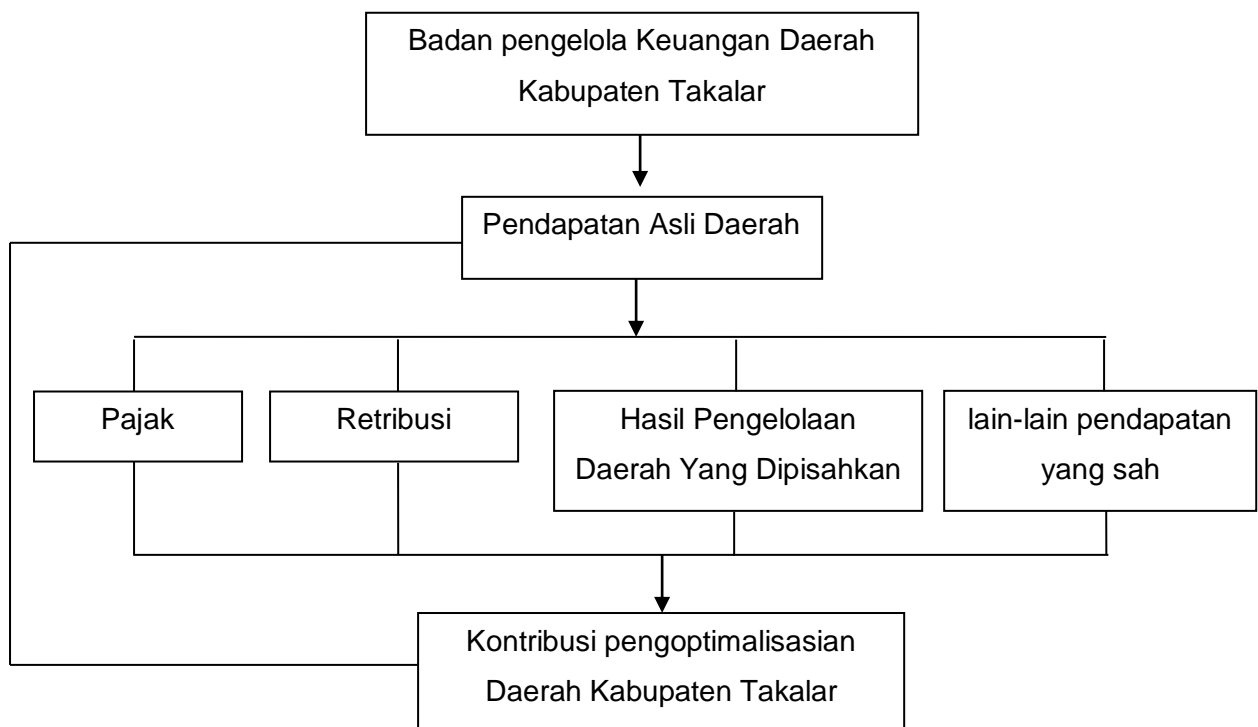 Badan pengelola Keuangan Daerah
Kabupaten Takalar
Pendapatan Asli Daerah
Pajak
Retribusi
Hasil Pengelolaan
Daerah Yang Dipisahkan
lain-lain pendapatan
yang sah
Kontribusi pengoptimalisasian
Daerah Kabupaten Takalar